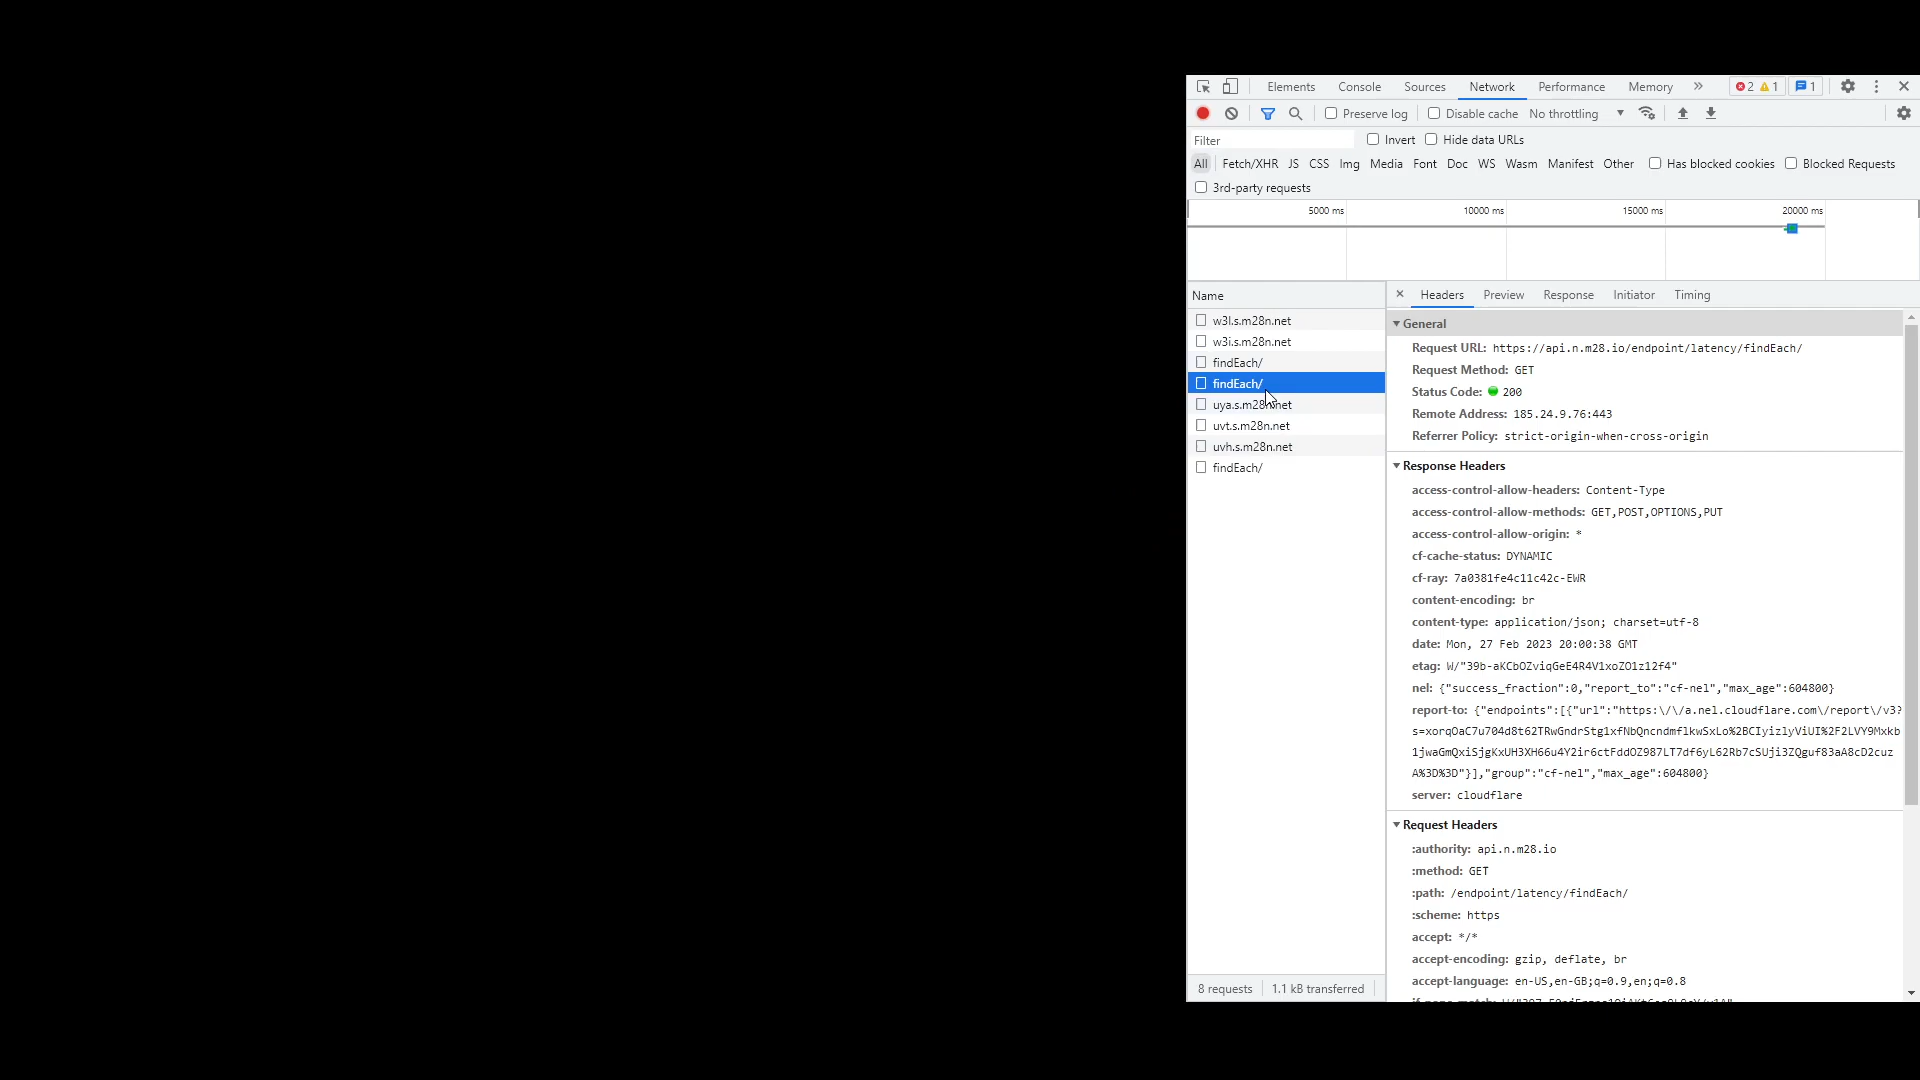 Elements Console Sources Network Performance Memory » 2 1 1
Preserve log Disable cache No throttling
Filter Invert Hide data URLs
All Fetch/XHR JS CSS Img Media Font Doc WS Wasm Manifest Other Has blocked cookies Blocked Requests
3rd-party requests
5000 ms 10000 ms 15000 ms 20000 ms
Name
w3l.s.m28n.net
w3i.s.m28n.net
findEach/
findEach/
uya.s.m28n.net
uvt.s.m28n.net
uvh.s.m28n.net
findEach/
8 requests 1.1 kB transferred
Headers Preview Response Initiator Timing
General
Request URL: https://api.n.m28.io/endpoint/latency/findEach/
Request Method: GET
Status Code: 200
Remote Address: 185.24.9.76:443
Referrer Policy: strict-origin-when-cross-origin
Response Headers
access-control-allow-headers: Content-Type
access-control-allow-methods: GET,POST,OPTIONS,PUT
access-control-allow-origin: *
cf-cache-status: DYNAMIC
cf-ray: 7a0381fe4c11c42c-EWR
content-encoding: br
content-type: application/json; charset=utf-8
date: Mon, 27 Feb 2023 20:00:38 GMT
etag: W/"39b-aKCbOZviqGeE4R4V1xoZO1z12f4"
nel: {"success_fraction":0,"report_to":"cf-nel","max_age":604800}
report-to: {"endpoints":[{"url":"https:\/\/a.nel.cloudflare.com\/report\/v3?
s=xorqOaC7u704d8t62TRwGndrStg1xfNbQncndmflkwSxLo%2BCIyizlyViUI%2F2LVY9Mxkb
1jwaGmQxiSjgKxUH3XH66u4Y2ir6ctFddOZ987LT7df6yL62Rb7cSUji3ZQguf83aA8cD2cuz
A%3D%3D"}],"group":"cf-nel","max_age":604800}
server: cloudflare
Request Headers
:authority: api.n.m28.io
:method: GET
:path: /endpoint/latency/findEach/
:scheme: https
accept: */*
accept-encoding: gzip, deflate, br
accept-language: en-US,en-GB;q=0.9,en;q=0.8